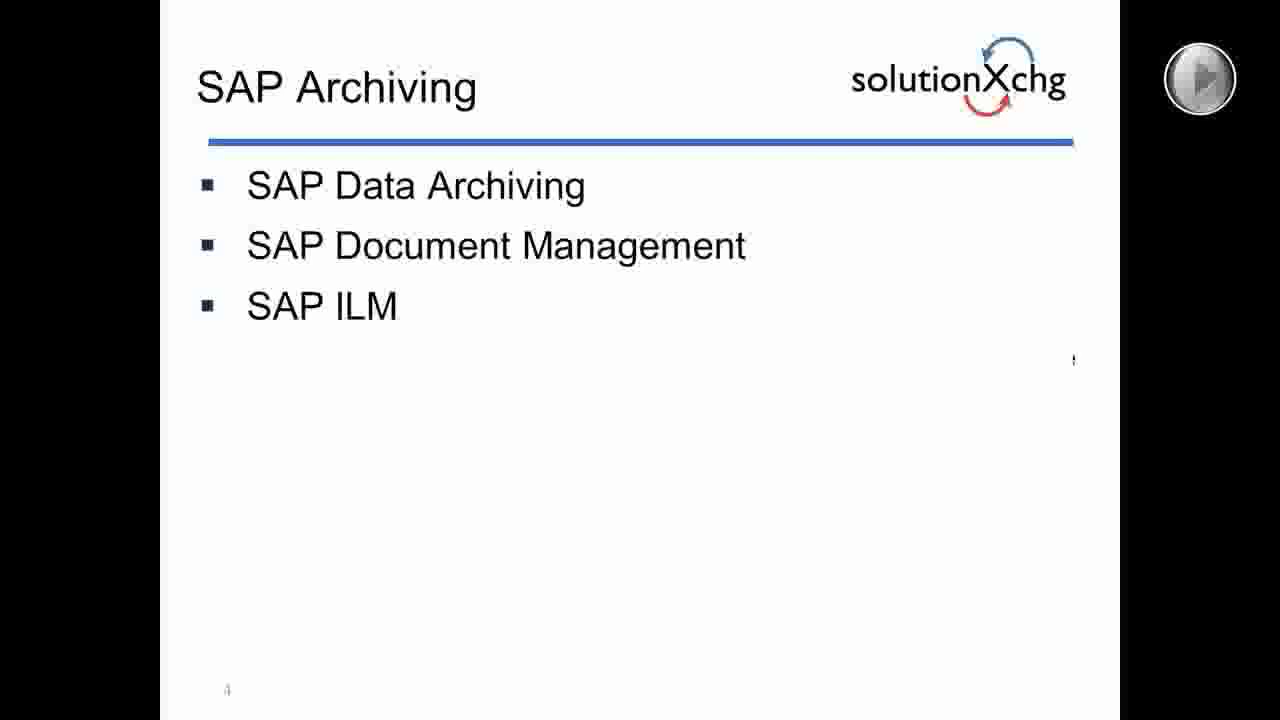 SAP Archiving
solutionXchg
SAP Data Archiving
SAP Document Management
SAP ILM
4